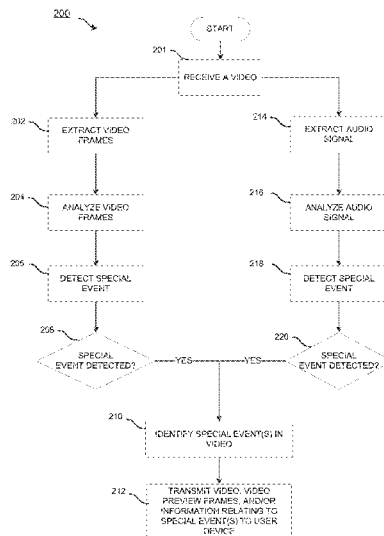 200
START
201
RECEIVE A VIDEO
202
EXTRACT VIDEO
FRAMES
214
EXTRACT AUDIO
SIGNAL
204
ANALYZE VIDEO
FRAMES
216
ANALYZE AUDIO
SIGNAL
DETECT SPECIAL
EVENT
218
DETECT SPECIAL
EVENT
SPECIAL
EVENT DETECTED?
YES
YES
220
SPECIAL
EVENT DETECTED?
210
IDENTIFY SPECIAL EVENT(S) IN
VIDEO
212
TRANSMIT VIDEO, VIDEO
PREVIEW FRAMES, AND/OR
INFORMATION RELATING TO
SPECIAL EVENT(S) TO USER
DEVICE